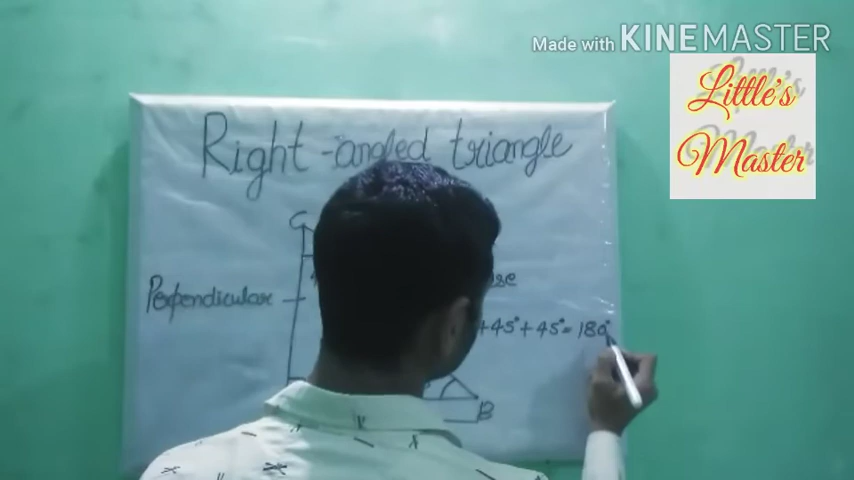 Made with KINEMASTER
Little's
Master
Right-angled triangle
C
Perpendicular
+45°+45°=180°
B